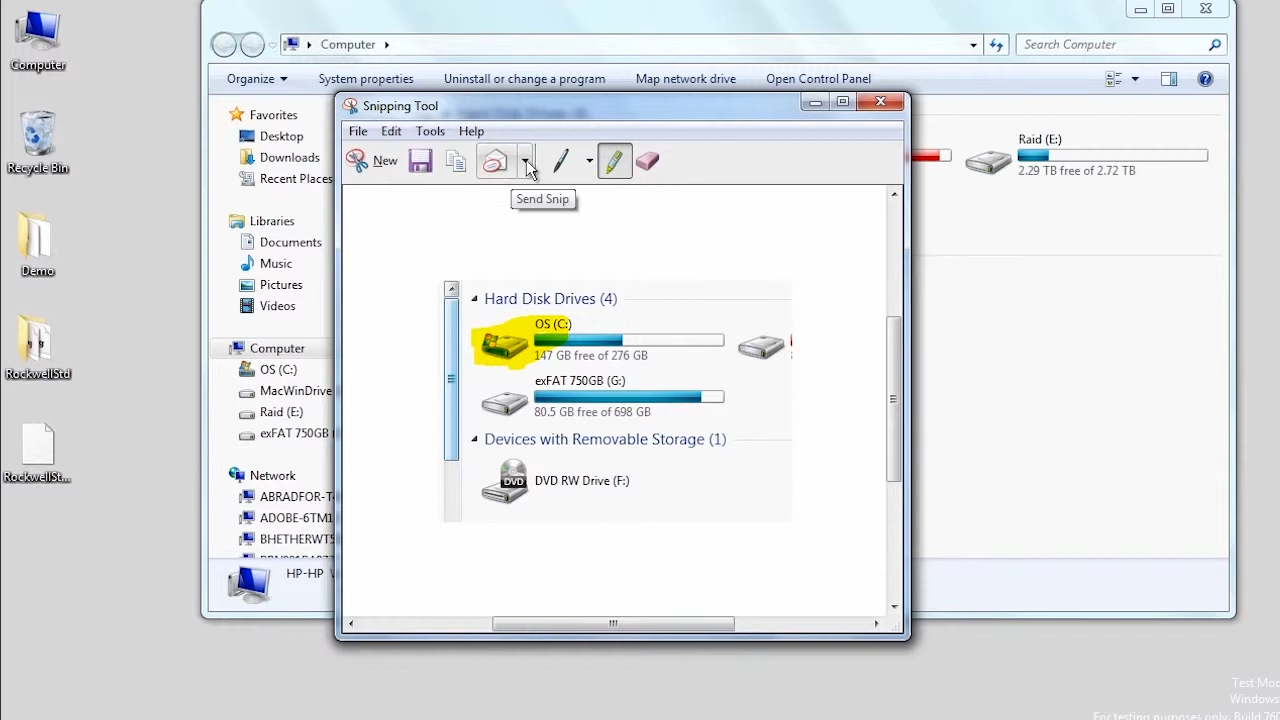 Computer
Recycle Bin
Demo
RockwellStd
RockwellSt...
Computer
Search Computer
Organize
System properties
Uninstall or change a program
Map network drive
Open Control Panel
Favorites
Desktop
Downloads
Recent Places
Libraries
Documents
Music
Pictures
Videos
Computer
OS (C:)
MacWinDrive
Raid (E:)
exFAT 750GB
Network
ABRADFOR-T
ADOBE-6TM1
BHETHERWT5
HP-HP
Raid (E:)
2.29 TB free of 2.72 TB
Snipping Tool
File Edit Tools Help
New
Send Snip
Hard Disk Drives (4)
OS (C:)
147 GB free of 276 GB
exFAT 750GB (G:)
80.5 GB free of 698 GB
Devices with Removable Storage (1)
DVD
DVD RW Drive (F:)
Test Mod
Windows
For testing purposes only. Build 760